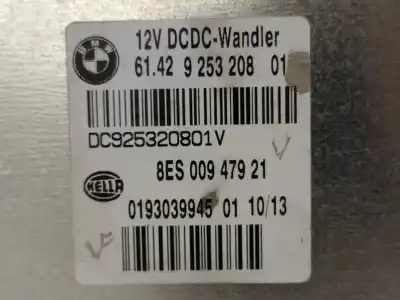 BMW
12V DCDC-Wandler
61.42 9 253 208 01
DC925320801V
8ES 009 479 21
HELLA
0193039945 01 10/13